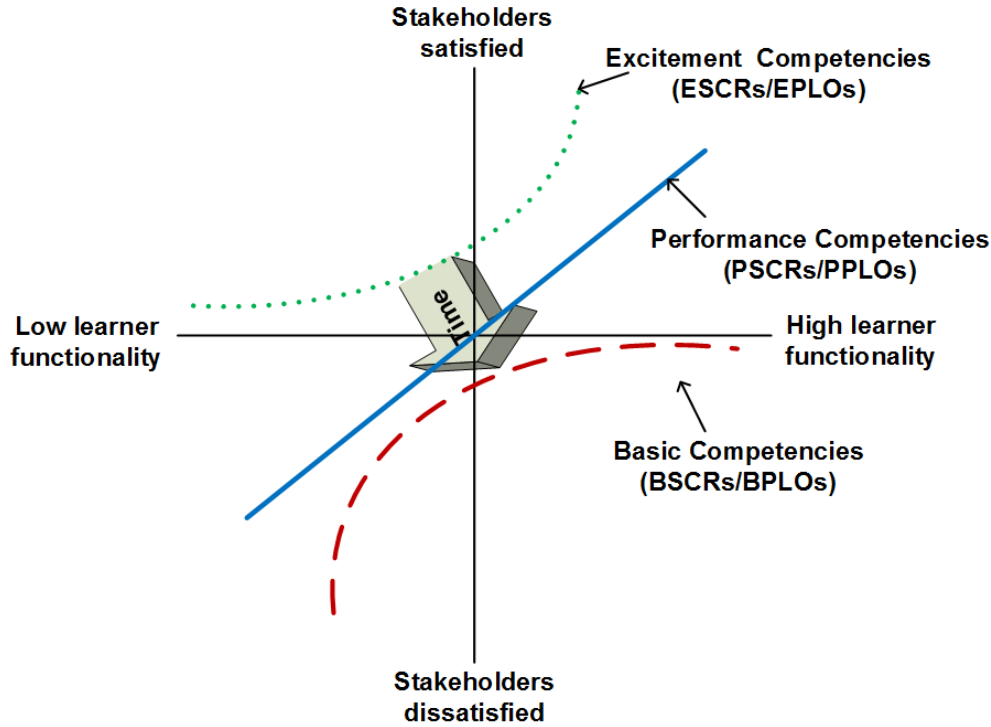 Stakeholders
satisfied
Excitement Competencies
(ESCRs/EPLOs)
Performance Competencies
(PSCRs/PPLOs)
Time
Low learner
functionality
High learner
functionality
Basic Competencies
(BSCRs/BPLOs)
Stakeholders
dissatisfied